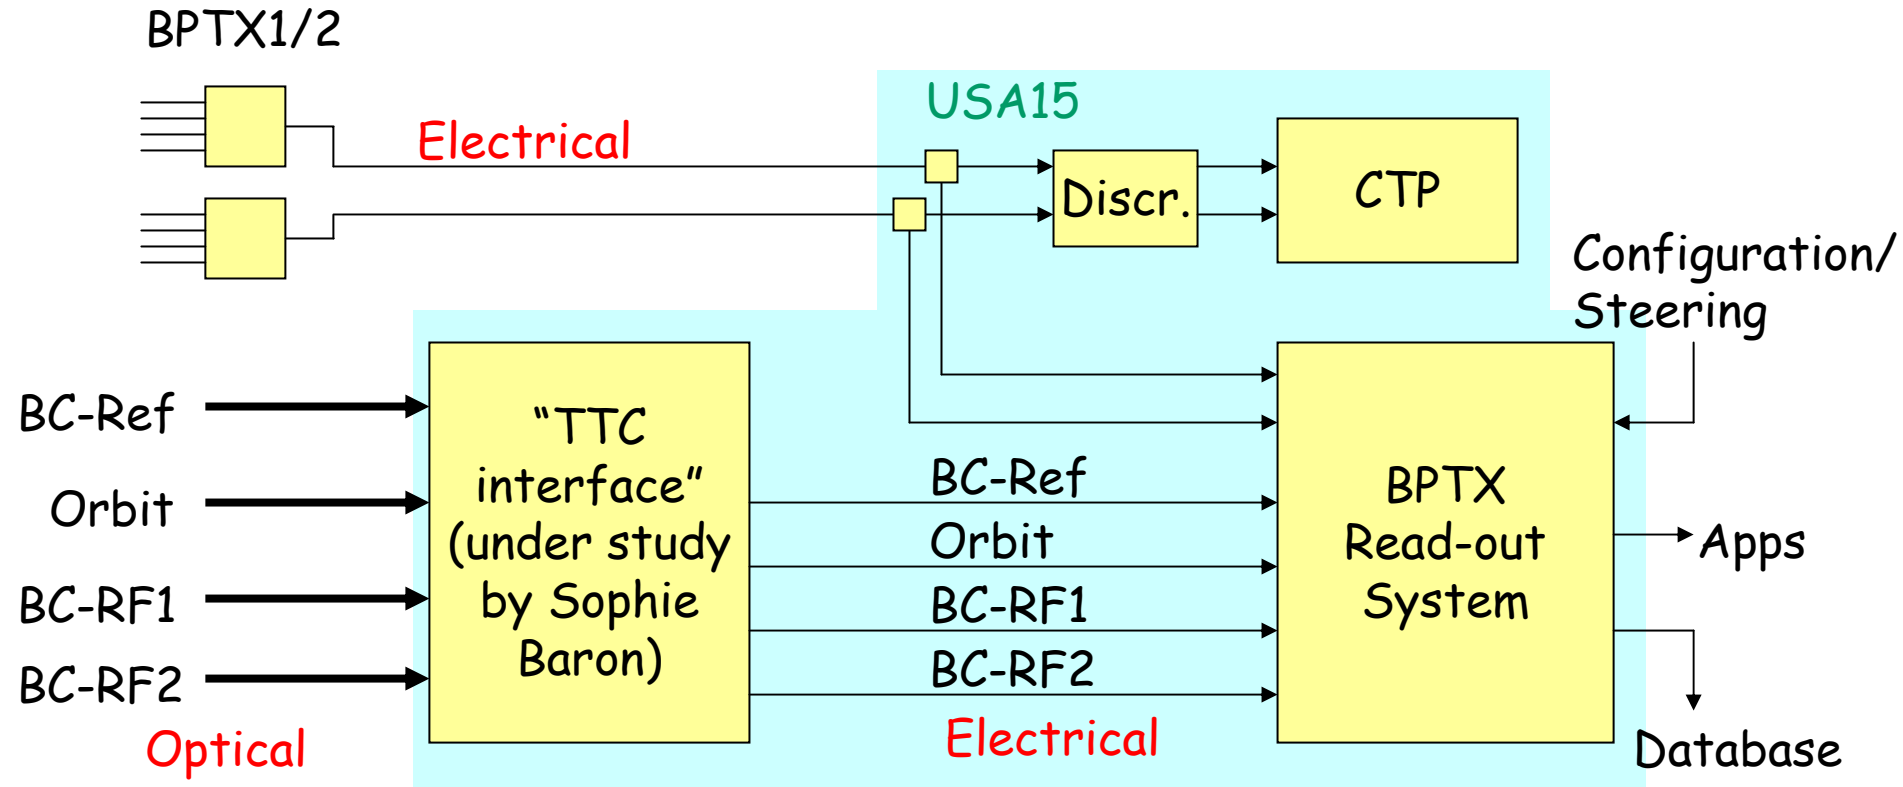 BPTX1/2
USA15
Electrical
Discr.
CTP
Configuration/
Steering
BC-Ref
Orbit
BC-RF1
BC-RF2
Optical
“TTC
interface”
(under study
by Sophie
Baron)
BC-Ref
Orbit
BC-RF1
BC-RF2
Electrical
BPTX
Read-out
System
Apps
Database